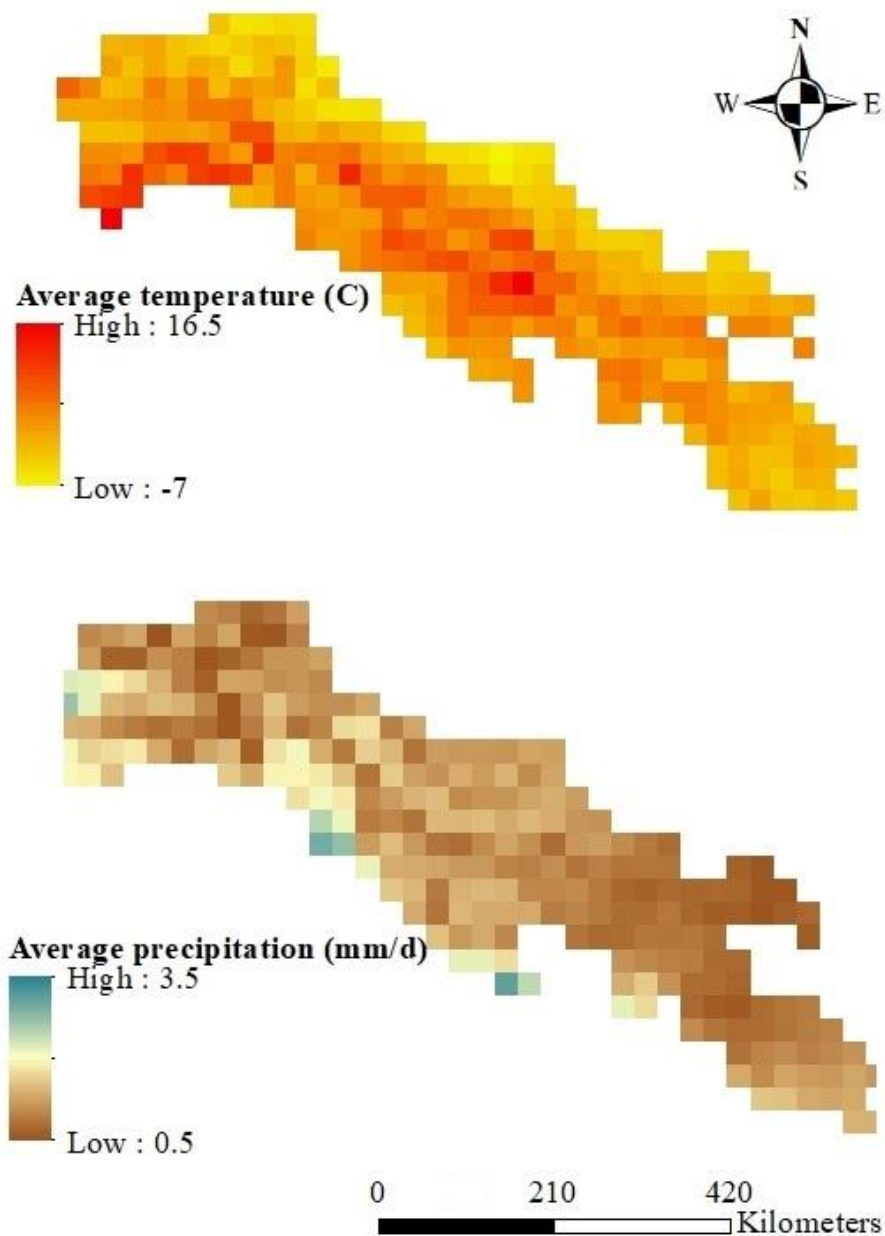 N
W E
S
Average temperature (C)
High : 16.5
Low : -7
Average precipitation (mm/d)
High : 3.5
Low : 0.5
0 210 420
Kilometers